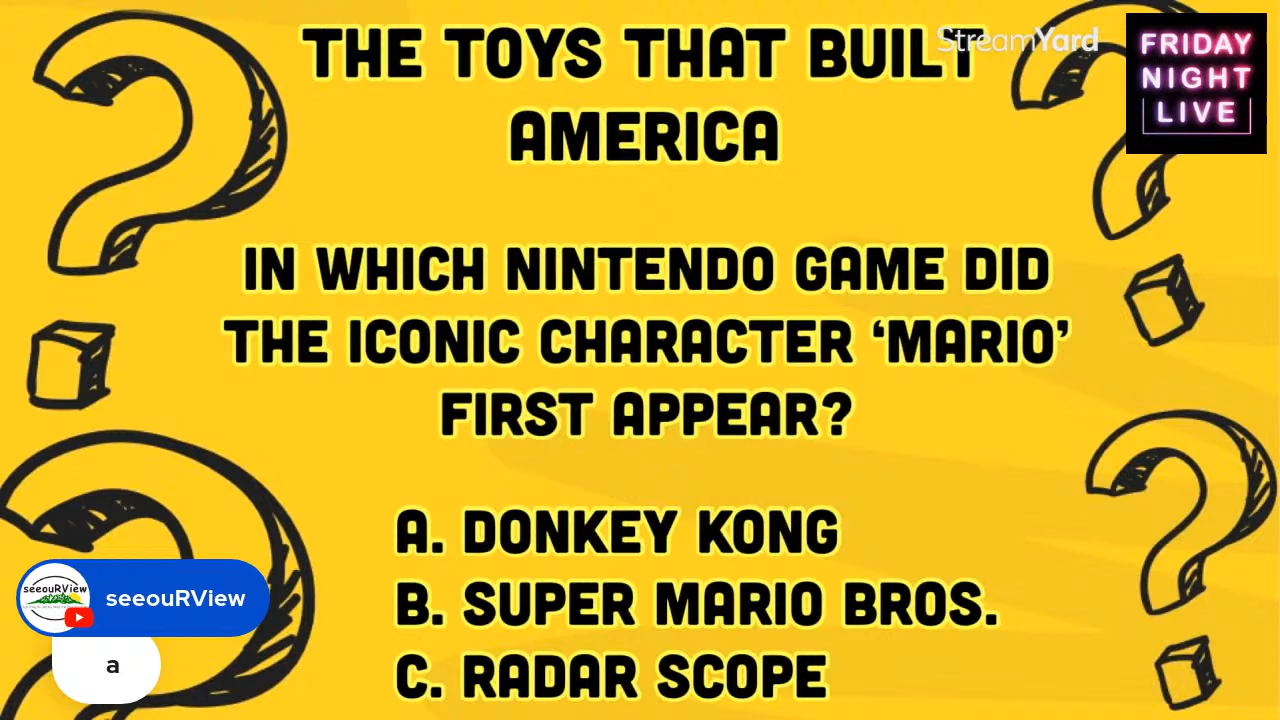 THE TOYS THAT BUILT
AMERICA
StreamYard
FRIDAY
NIGHT
LIVE
IN WHICH NINTENDO GAME DID
THE ICONIC CHARACTER ‘MARIO’
FIRST APPEAR?
A. DONKEY KONG
B. SUPER MARIO BROS.
C. RADAR SCOPE
seeouRView
seeouRView
a